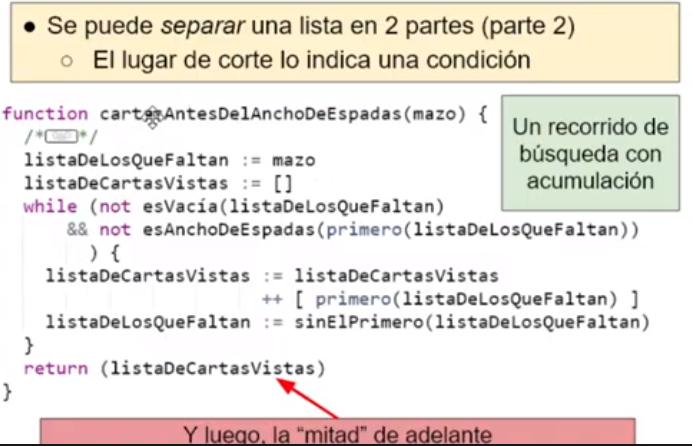 ● Se puede separar una lista en 2 partes (parte 2)
○ El lugar de corte lo indica una condición
function cartasAntesDelAnchoDeEspadas(mazo) {
/*...*/
listaDeLosQueFaltan := mazo
listaDeCartasVistas := []
while (not esVacía(listaDeLosQueFaltan)
&& not esAnchoDeEspadas(primero(listaDeLosQueFaltan))
) {
listaDeCartasVistas := listaDeCartasVistas
++ [ primero(listaDeLosQueFaltan) ]
listaDeLosQueFaltan := sinElPrimero(listaDeLosQueFaltan)
}
return (listaDeCartasVistas)
}
Un recorrido de
búsqueda con
acumulación
Y luego, la “mitad” de adelante